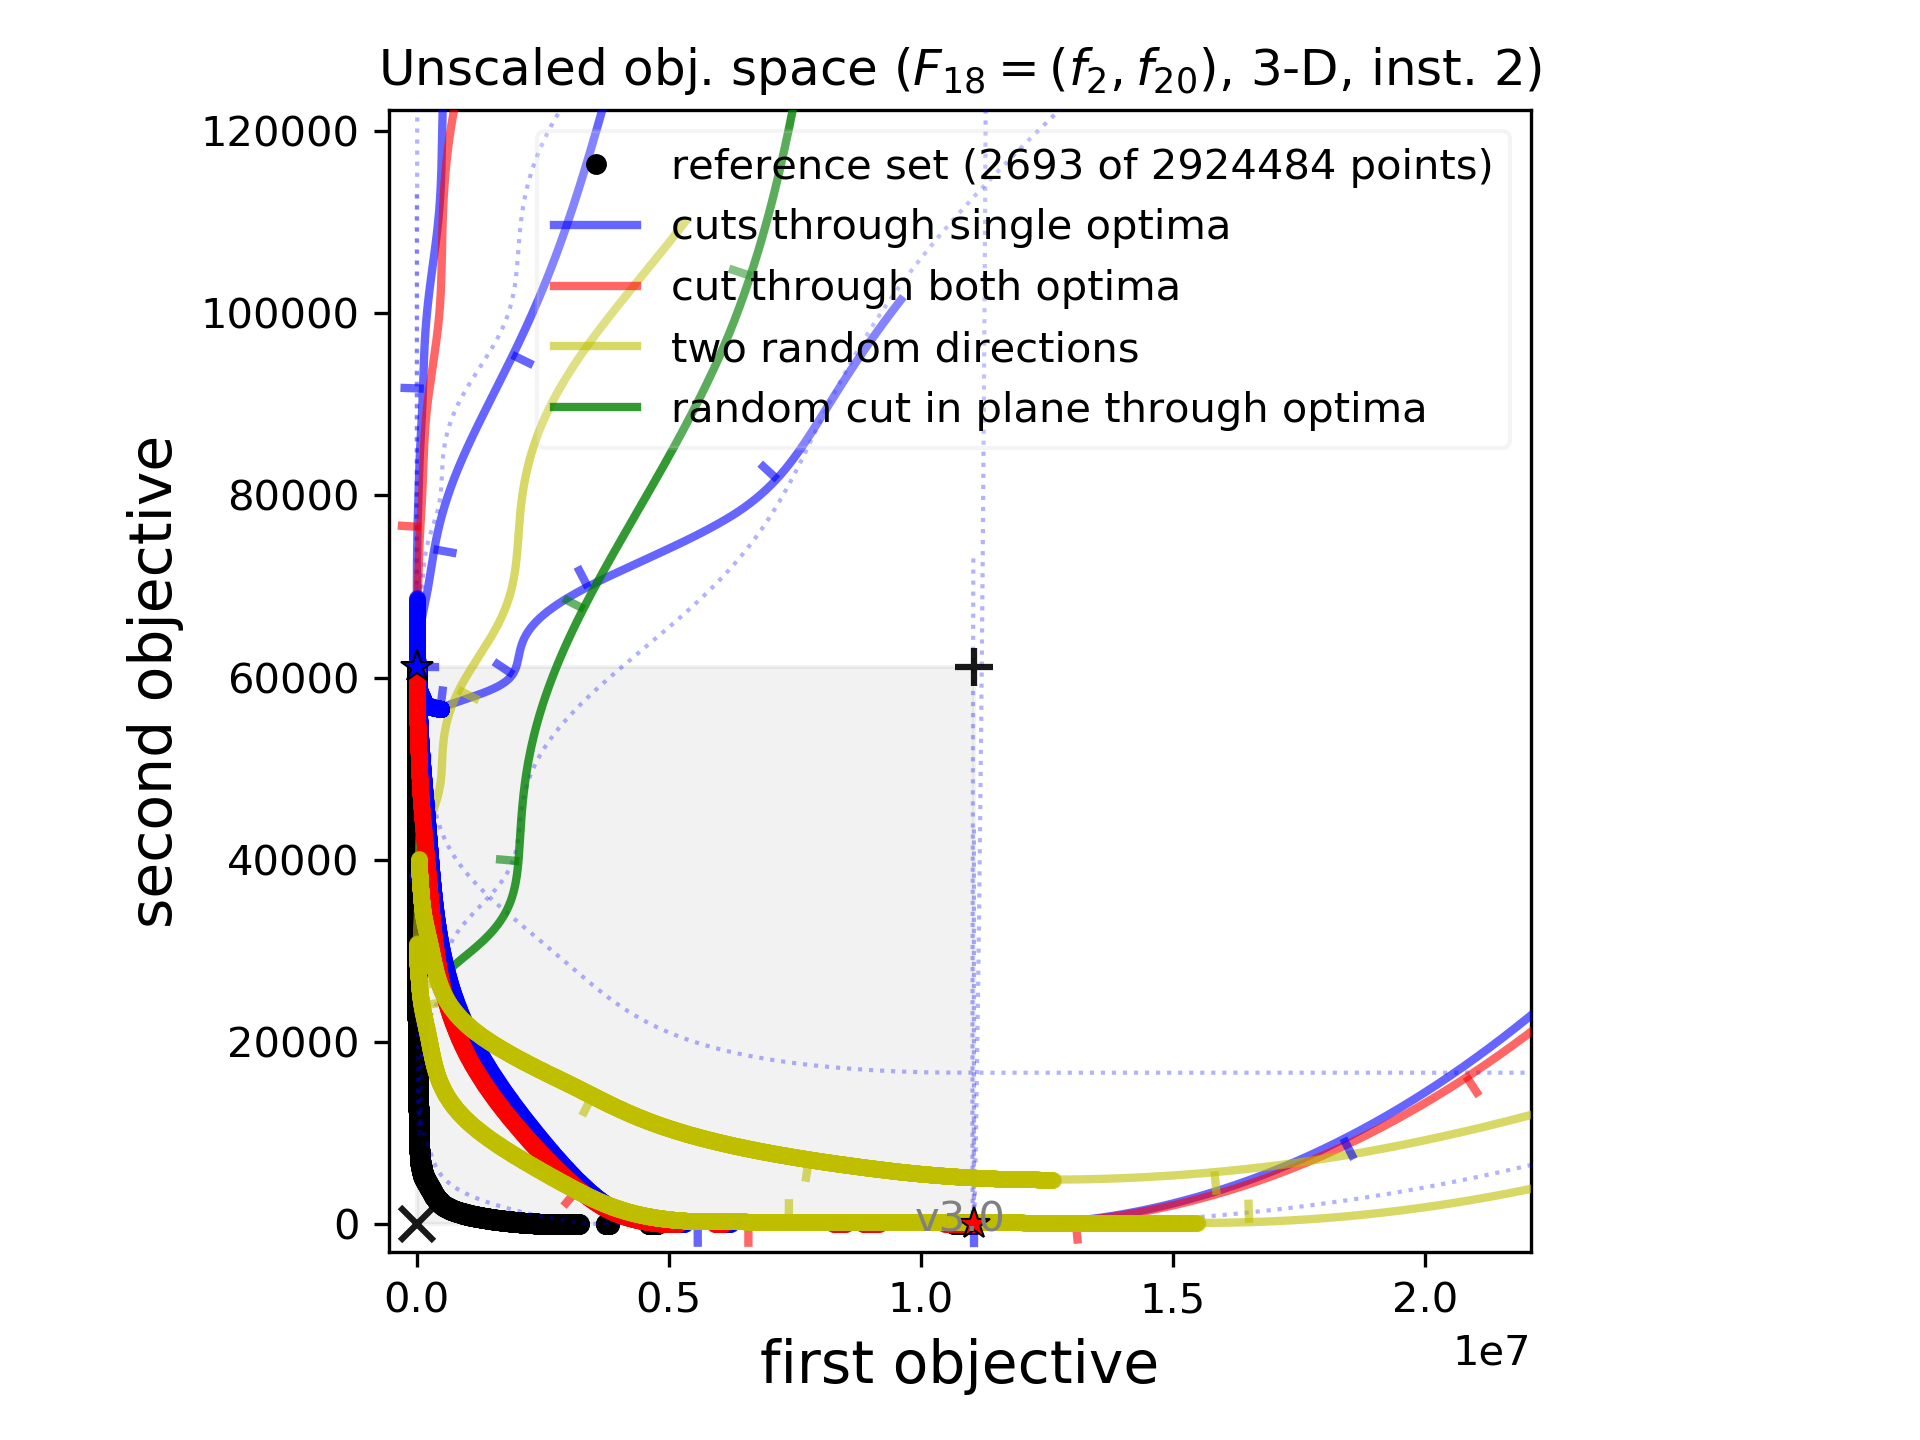 Unscaled obj. space (F18 = (f2, f20), 3-D, inst. 2)
120000
100000
80000
60000
40000
20000
0
second objective
reference set (2693 of 2924484 points)
cuts through single optima
cut through both optima
two random directions
random cut in plane through optima
v3.0
0.0 0.5 1.0 1.5 2.0
1e7
first objective